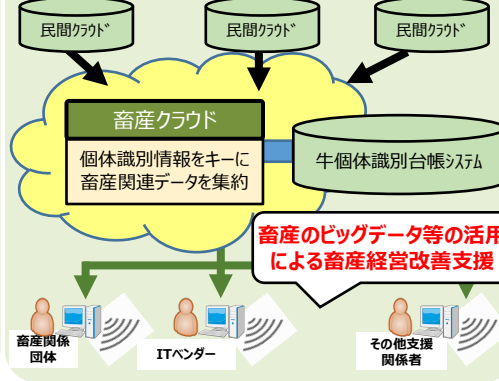 民間ｸﾗｳﾄﾞ
民間ｸﾗｳﾄﾞ
民間ｸﾗｳﾄﾞ
畜産クラウド
個体識別情報をキーに
畜産関連データを集約
牛個体識別台帳ｼｽﾃﾑ
畜産のビッグデータ等の活用
による畜産経営改善支援
畜産関係
団体
ITベンダー
その他支援
関係者